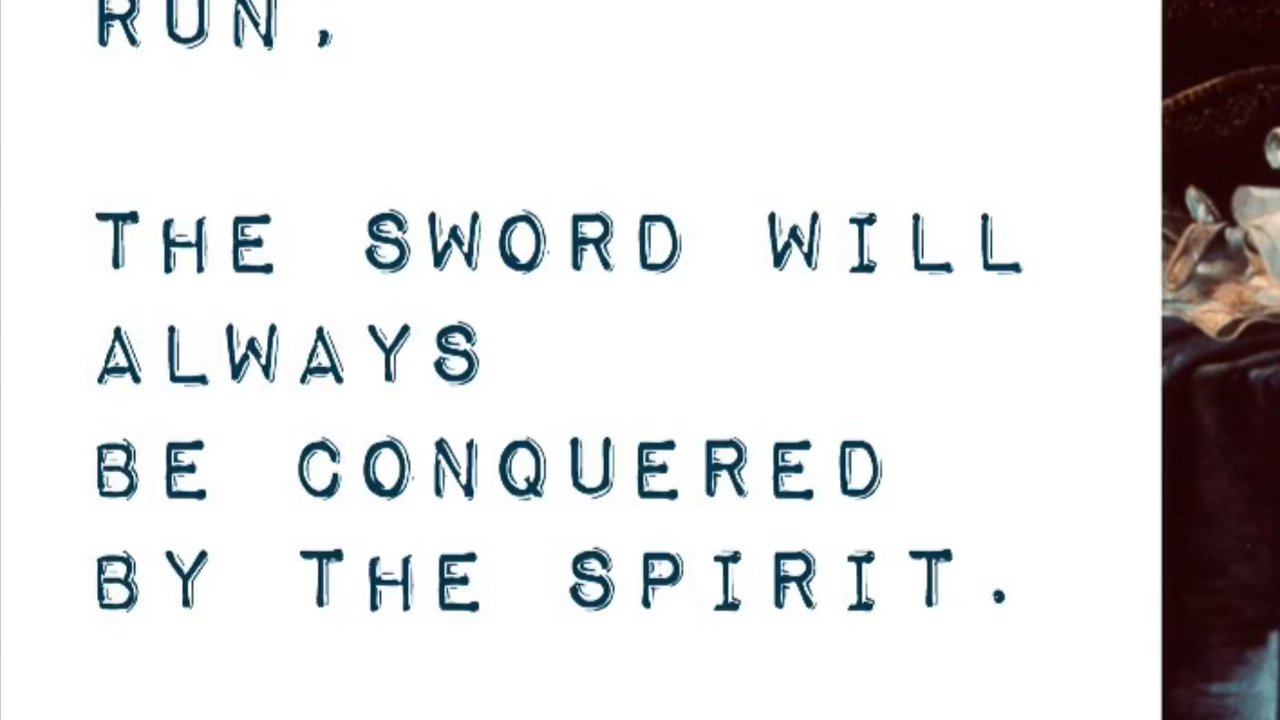 RUN,
THE SWORD WILL
ALWAYS
BE CONQUERED
BY THE SPIRIT.